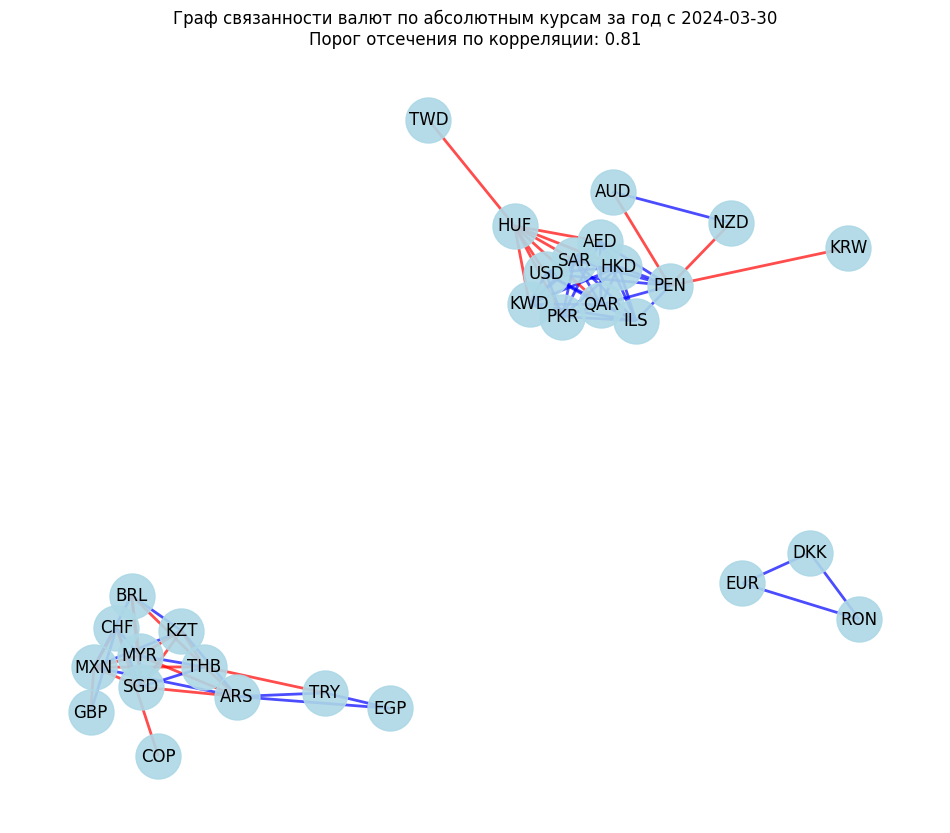 Граф связанности валют по абсолютным курсам за год с 2024-03-30
Порог отсечения по корреляции: 0.81
TWD
AUD
NZD
HUF
AED
KRW
SAR
HKD
USD
PEN
KWD
QAR
PKR
ILS
DKK
EUR
BRL
RON
CHF
KZT
MYR
MXN
THB
SGD
TRY
ARS
EGP
GBP
COP